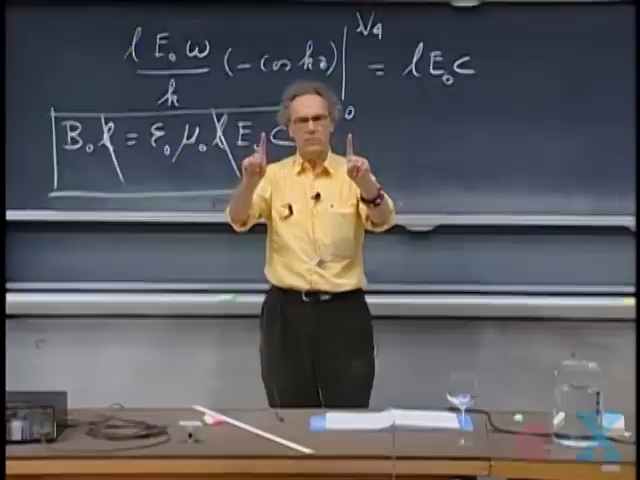 l E₀ ω / k (- cos kz) |₀^λ/4 = l E₀ C
B₀ l = ε₀ μ₀ l E₀ C
e X